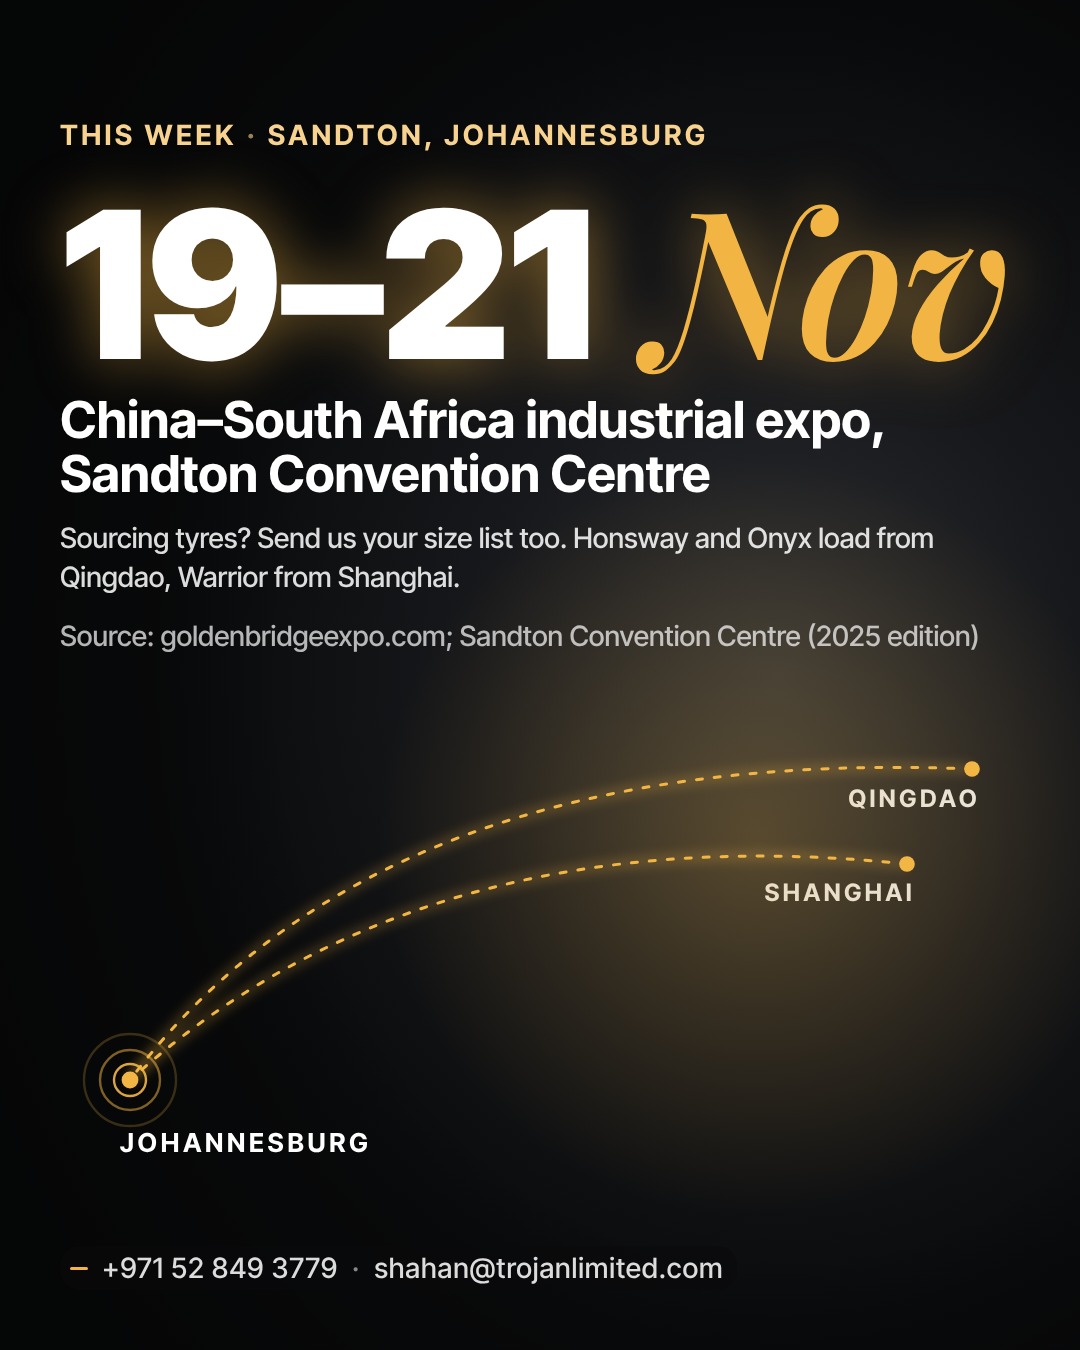 THIS WEEK · SANDTON, JOHANNESBURG
19–21 Nov
China–South Africa industrial expo,
Sandton Convention Centre
Sourcing tyres? Send us your size list too. Honsway and Onyx load from
Qingdao, Warrior from Shanghai.
Source: goldenbridgeexpo.com; Sandton Convention Centre (2025 edition)
QINGDAO
SHANGHAI
JOHANNESBURG
+971 52 849 3779 · shahan@trojanlimited.com